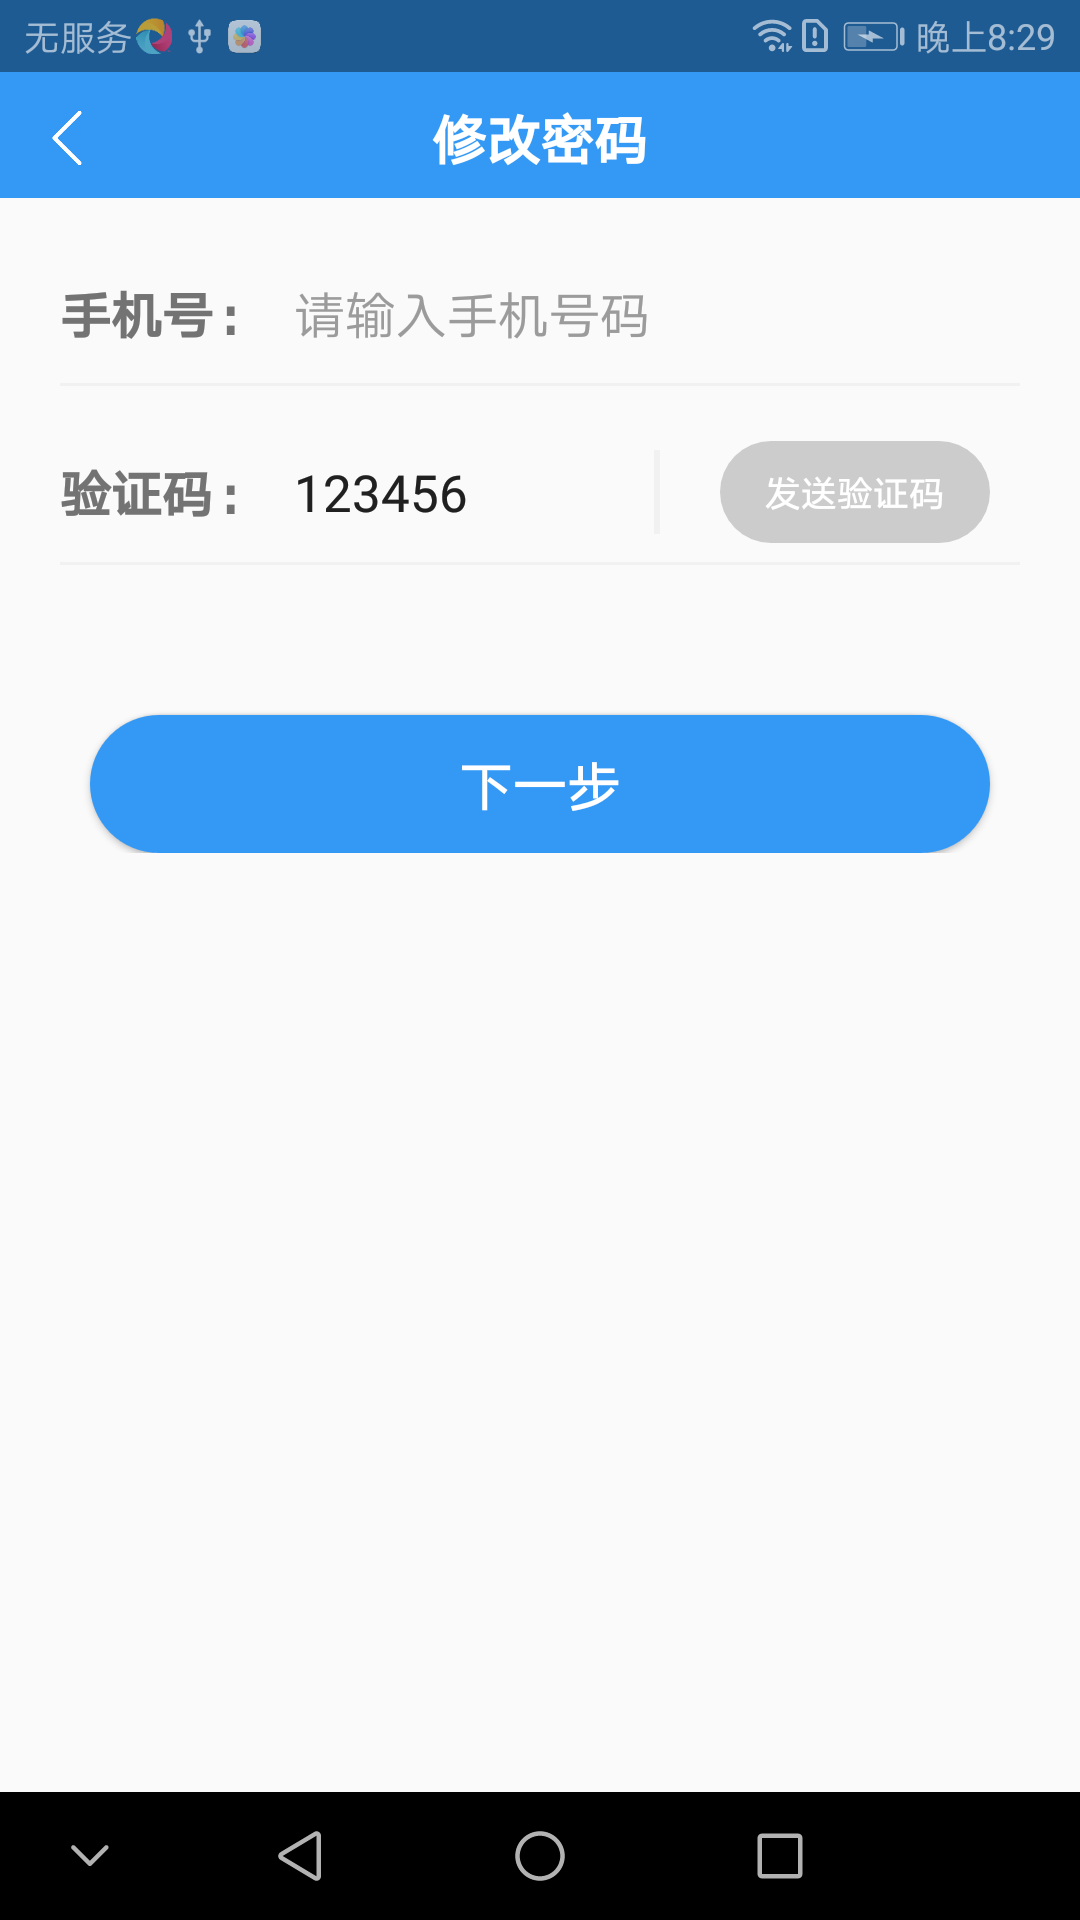 无服务 晚上8:29
修改密码
手机号： 请输入手机号码
验证码： 123456 发送验证码
下一步